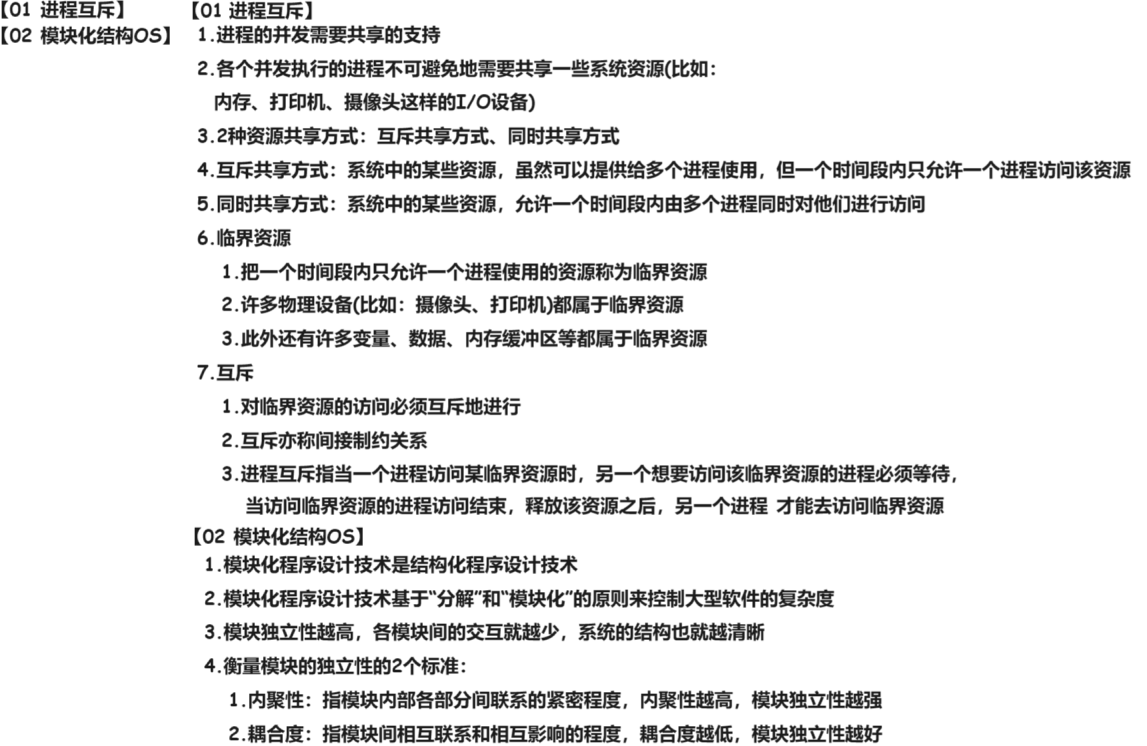 【01 进程互斥】
【02 模块化结构OS】
【01 进程互斥】
1.进程的并发需要共享的支持
2.各个并发执行的进程不可避免地需要共享一些系统资源(比如：
内存、打印机、摄像头这样的I/O设备)
3.2种资源共享方式：互斥共享方式、同时共享方式
4.互斥共享方式：系统中的某些资源，虽然可以提供给多个进程使用，但一个时间段内只允许一个进程访问该资源
5.同时共享方式：系统中的某些资源，允许一个时间段内由多个进程同时对他们进行访问
6.临界资源
1.把一个时间段内只允许一个进程使用的资源称为临界资源
2.许多物理设备(比如：摄像头、打印机)都属于临界资源
3.此外还有许多变量、数据、内存缓冲区等都属于临界资源
7.互斥
1.对临界资源的访问必须互斥地进行
2.互斥亦称间接制约关系
3.进程互斥指当一个进程访问某临界资源时，另一个想要访问该临界资源的进程必须等待，
当访问临界资源的进程访问结束，释放该资源之后，另一个进程 才能去访问临界资源
【02 模块化结构OS】
1.模块化程序设计技术是结构化程序设计技术
2.模块化程序设计技术基于“分解”和“模块化”的原则来控制大型软件的复杂度
3.模块独立性越高，各模块间的交互就越少，系统的结构也就越清晰
4.衡量模块的独立性的2个标准：
1.内聚性：指模块内部各部分间联系的紧密程度，内聚性越高，模块独立性越强
2.耦合度：指模块间相互联系和相互影响的程度，耦合度越低，模块独立性越好